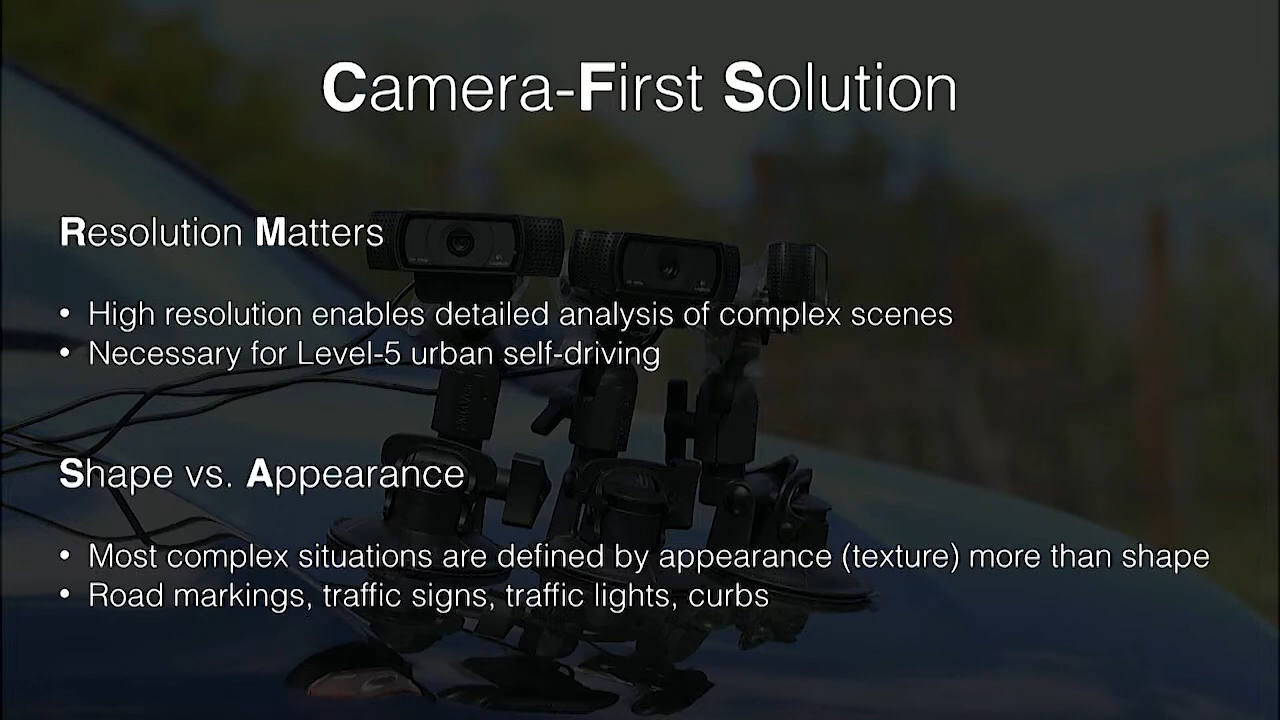 Camera-First Solution
Resolution Matters
• High resolution enables detailed analysis of complex scenes
• Necessary for Level-5 urban self-driving
Shape vs. Appearance
• Most complex situations are defined by appearance (texture) more than shape
• Road markings, traffic signs, traffic lights, curbs